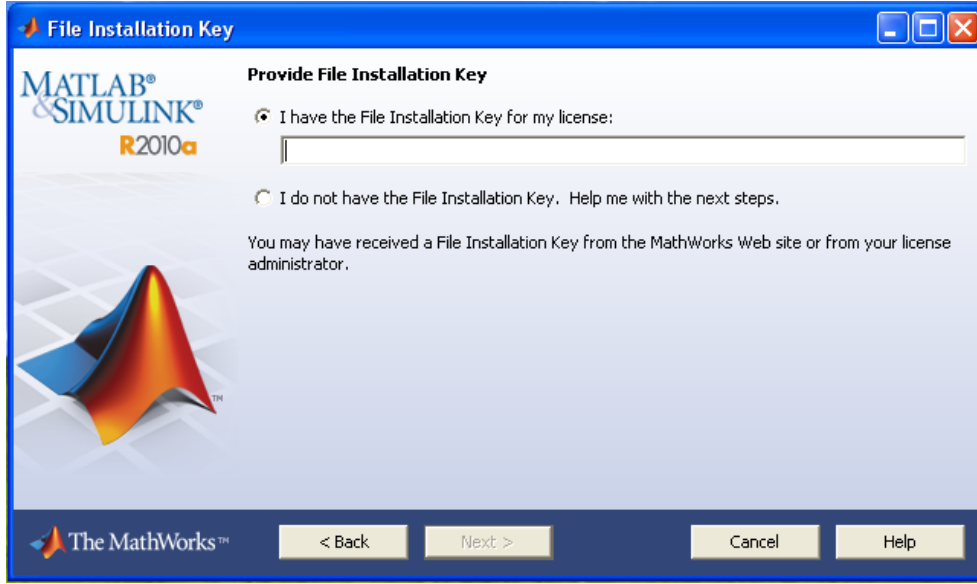 File Installation Key
MATLAB®
&SIMULINK®
R2010a
Provide File Installation Key
I have the File Installation Key for my license:
I do not have the File Installation Key. Help me with the next steps.
You may have received a File Installation Key from the MathWorks Web site or from your license
administrator.
TM
The MathWorks™
< Back
Next >
Cancel
Help